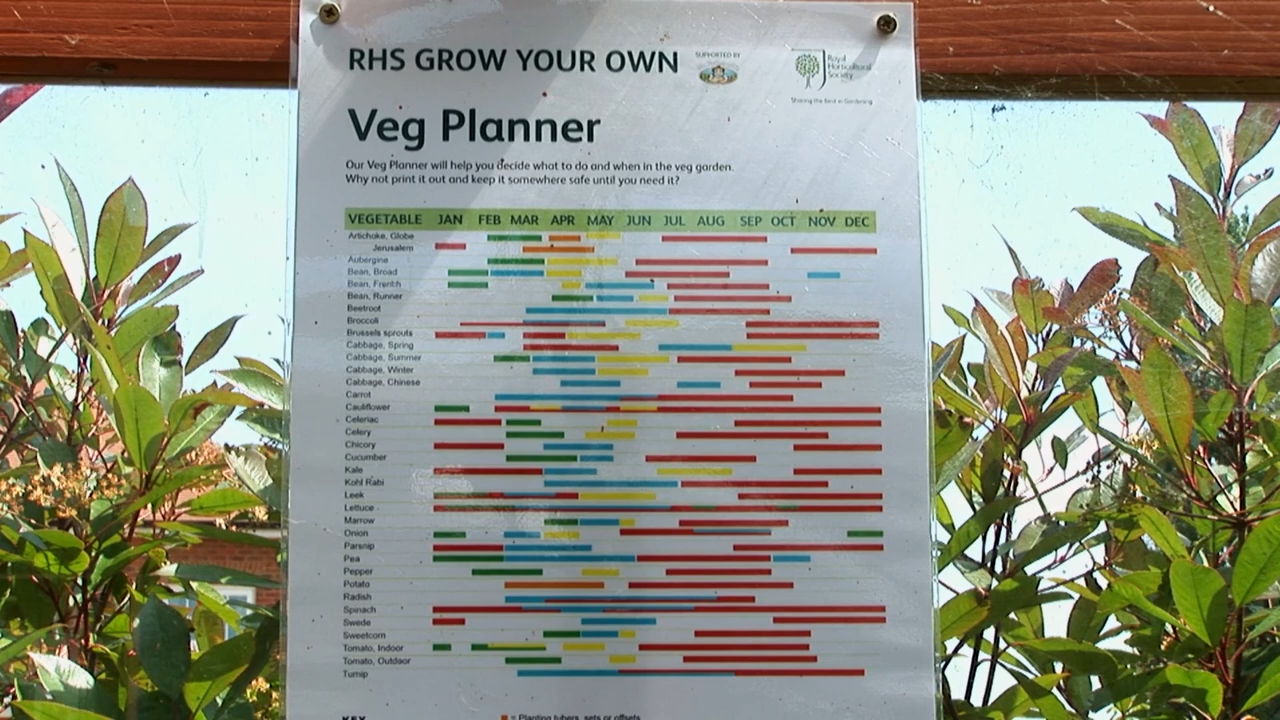 RHS GROW YOUR OWN
SUPPORTED BY
Royal
Horticultural
Society
Sharing the best in Gardening
Veg Planner
Our Veg Planner will help you decide what to do and when in the veg garden.
Why not print it out and keep it somewhere safe until you need it?
VEGETABLE JAN FEB MAR APR MAY JUN JUL AUG SEP OCT NOV DEC
Artichoke, Globe
Jerusalem
Aubergine
Bean, Broad
Bean, French
Bean, Runner
Beetroot
Broccoli
Brussels sprouts
Cabbage, Spring
Cabbage, Summer
Cabbage, Winter
Cabbage, Chinese
Carrot
Cauliflower
Celeriac
Celery
Chicory
Cucumber
Kale
Kohl Rabi
Leek
Lettuce
Marrow
Onion
Parsnip
Pea
Pepper
Potato
Radish
Spinach
Swede
Sweetcorn
Tomato, Indoor
Tomato, Outdoor
Turnip
KEY
= Planting tubers, sets or offsets